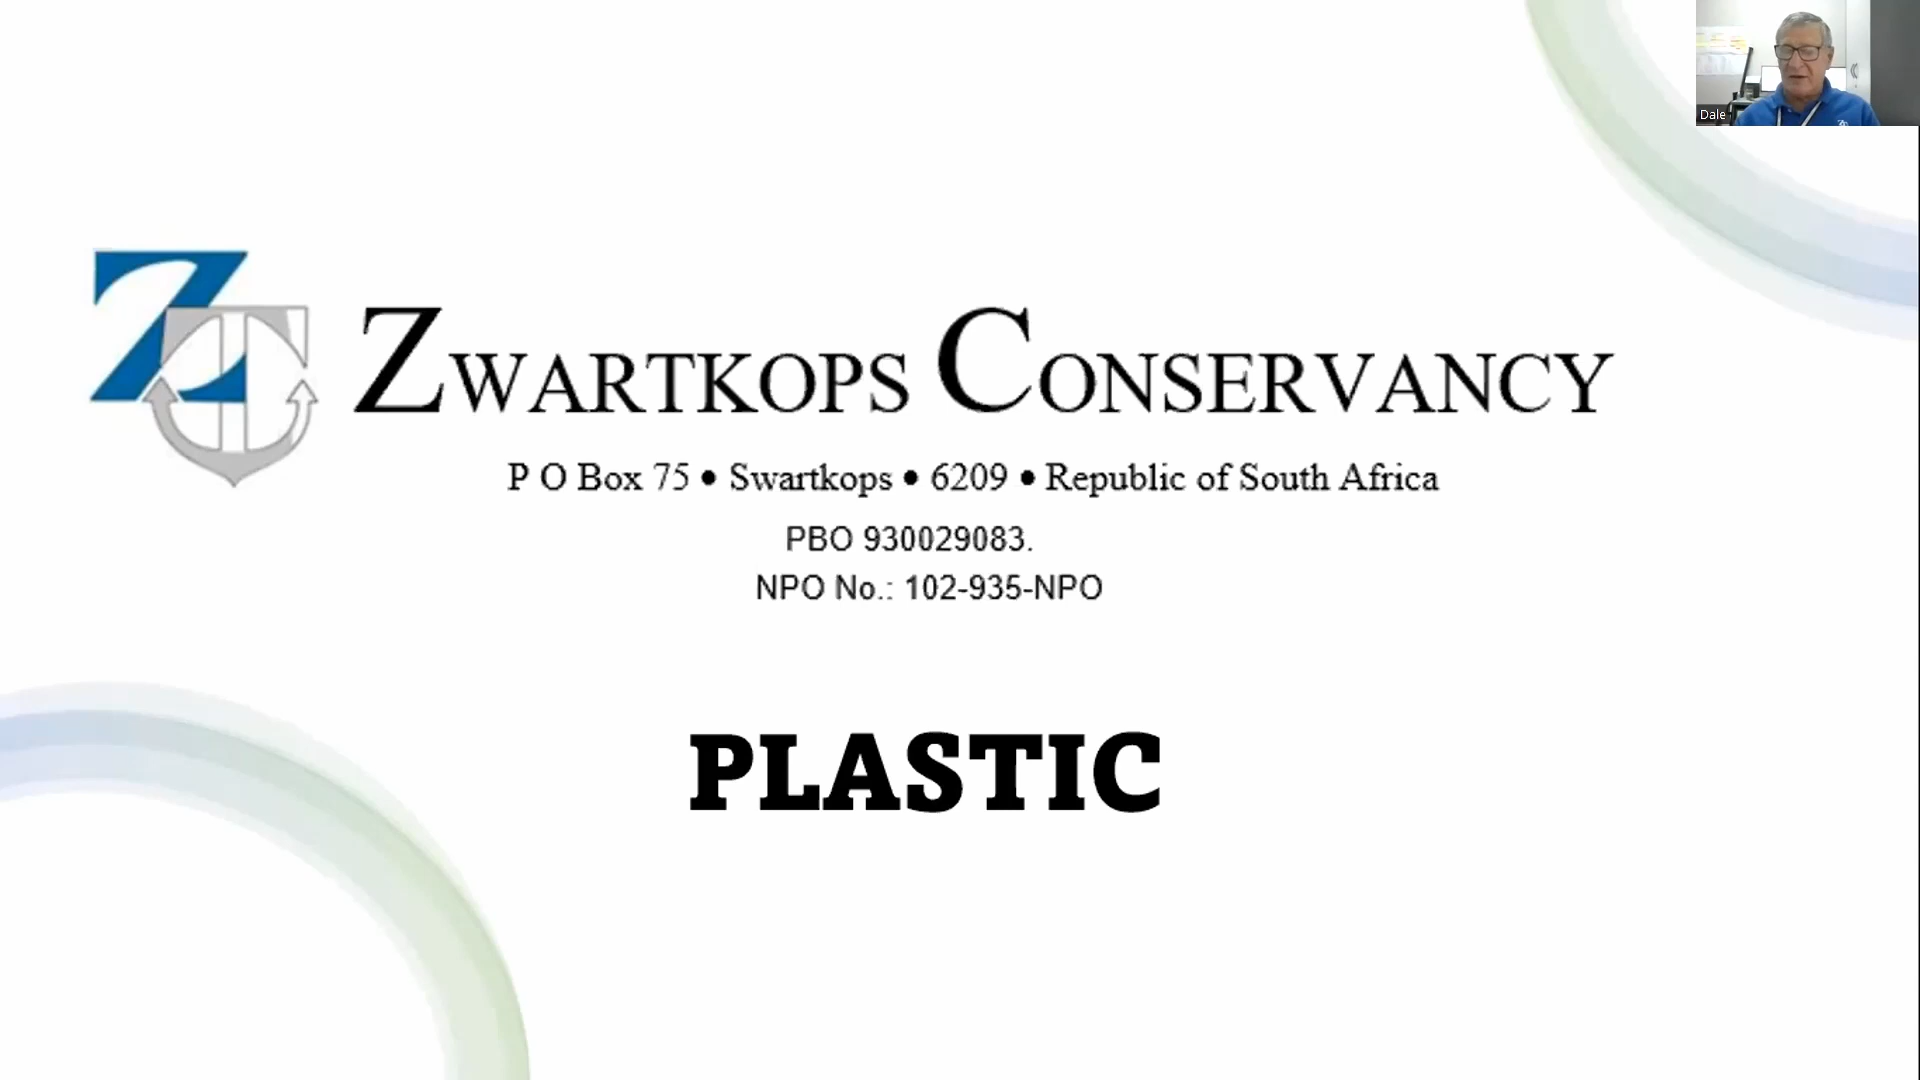 Dale
ZC
ZWARTKOPS CONSERVANCY
P O Box 75 • Swartkops • 6209 • Republic of South Africa
PBO 930029083.
NPO No.: 102-935-NPO
PLASTIC